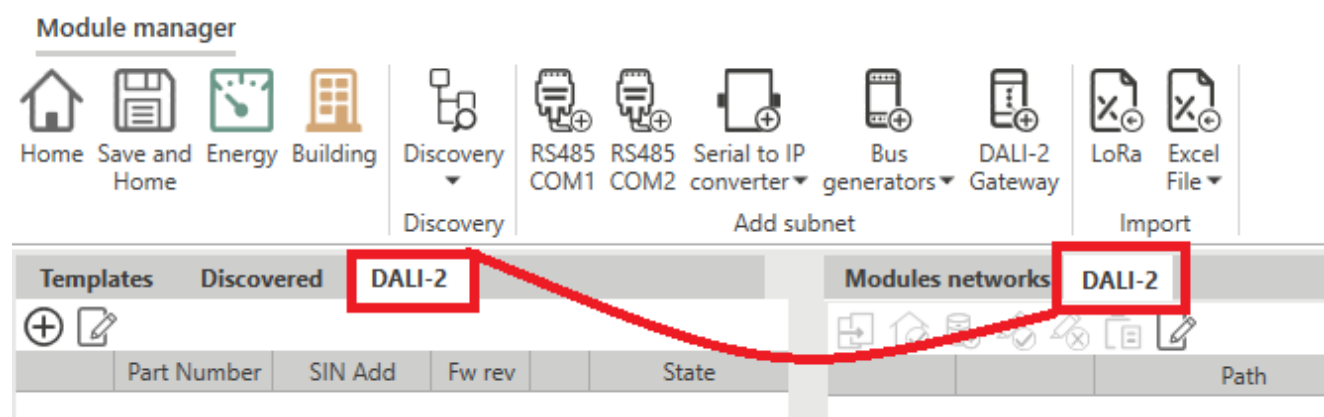 Module manager
Home Save and Energy Building Discovery RS485 RS485 Serial to IP Bus DALI-2 LoRa Excel
Home COM1 COM2 converter generators Gateway File
Discovery Add subnet Import
Templates Discovered DALI-2 Modules networks DALI-2
Part Number SIN Add Fw rev State Path